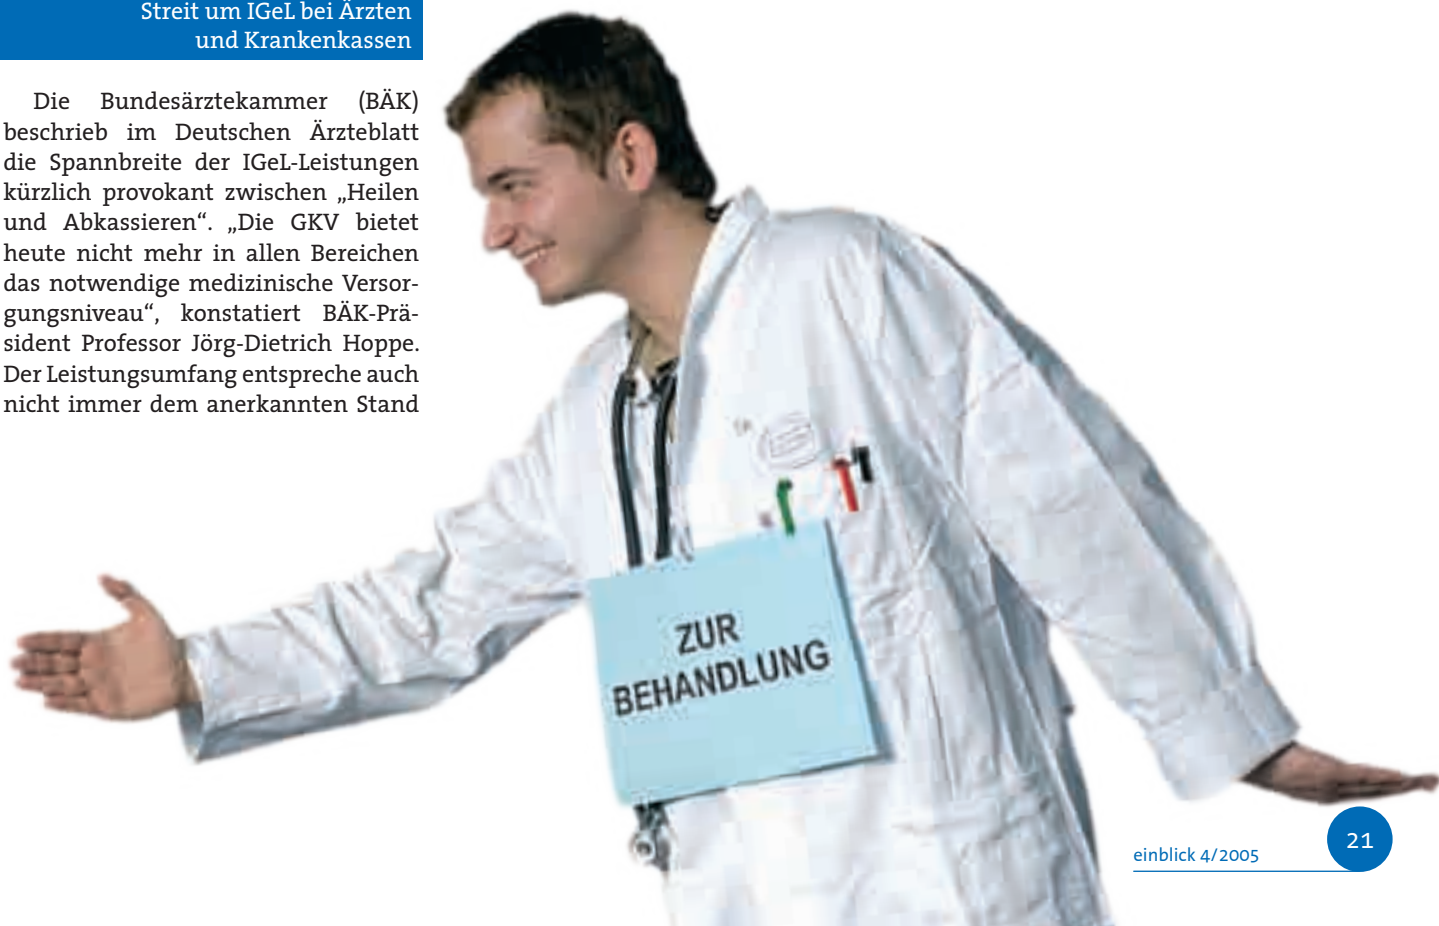 Streit um IGeL bei Ärzten
und Krankenkassen
Die Bundesärztekammer (BÄK)
beschrieb im Deutschen Ärzteblatt
die Spannbreite der IGeL-Leistungen
kürzlich provokant zwischen „Heilen
und Abkassieren“. „Die GKV bietet
heute nicht mehr in allen Bereichen
das notwendige medizinische Versor-
gungsniveau“, konstatiert BÄK-Prä-
sident Professor Jörg-Dietrich Hoppe.
Der Leistungsumfang entspreche auch
nicht immer dem anerkannten Stand
ZUR
BEHANDLUNG
einblick 4/2005
21